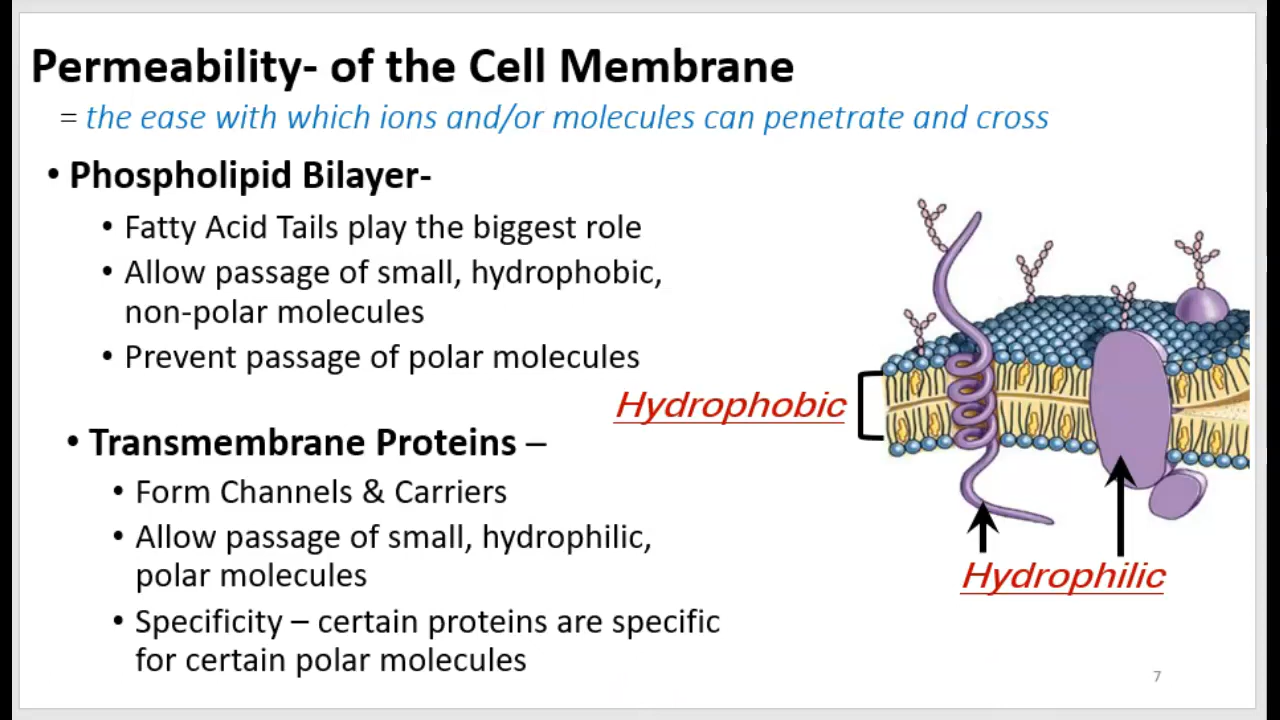 Permeability- of the Cell Membrane
= the ease with which ions and/or molecules can penetrate and cross
• Phospholipid Bilayer-
• Fatty Acid Tails play the biggest role
• Allow passage of small, hydrophobic,
non-polar molecules
• Prevent passage of polar molecules
Hydrophobic
• Transmembrane Proteins –
• Form Channels & Carriers
• Allow passage of small, hydrophilic,
polar molecules
Hydrophilic
• Specificity – certain proteins are specific
for certain polar molecules
7